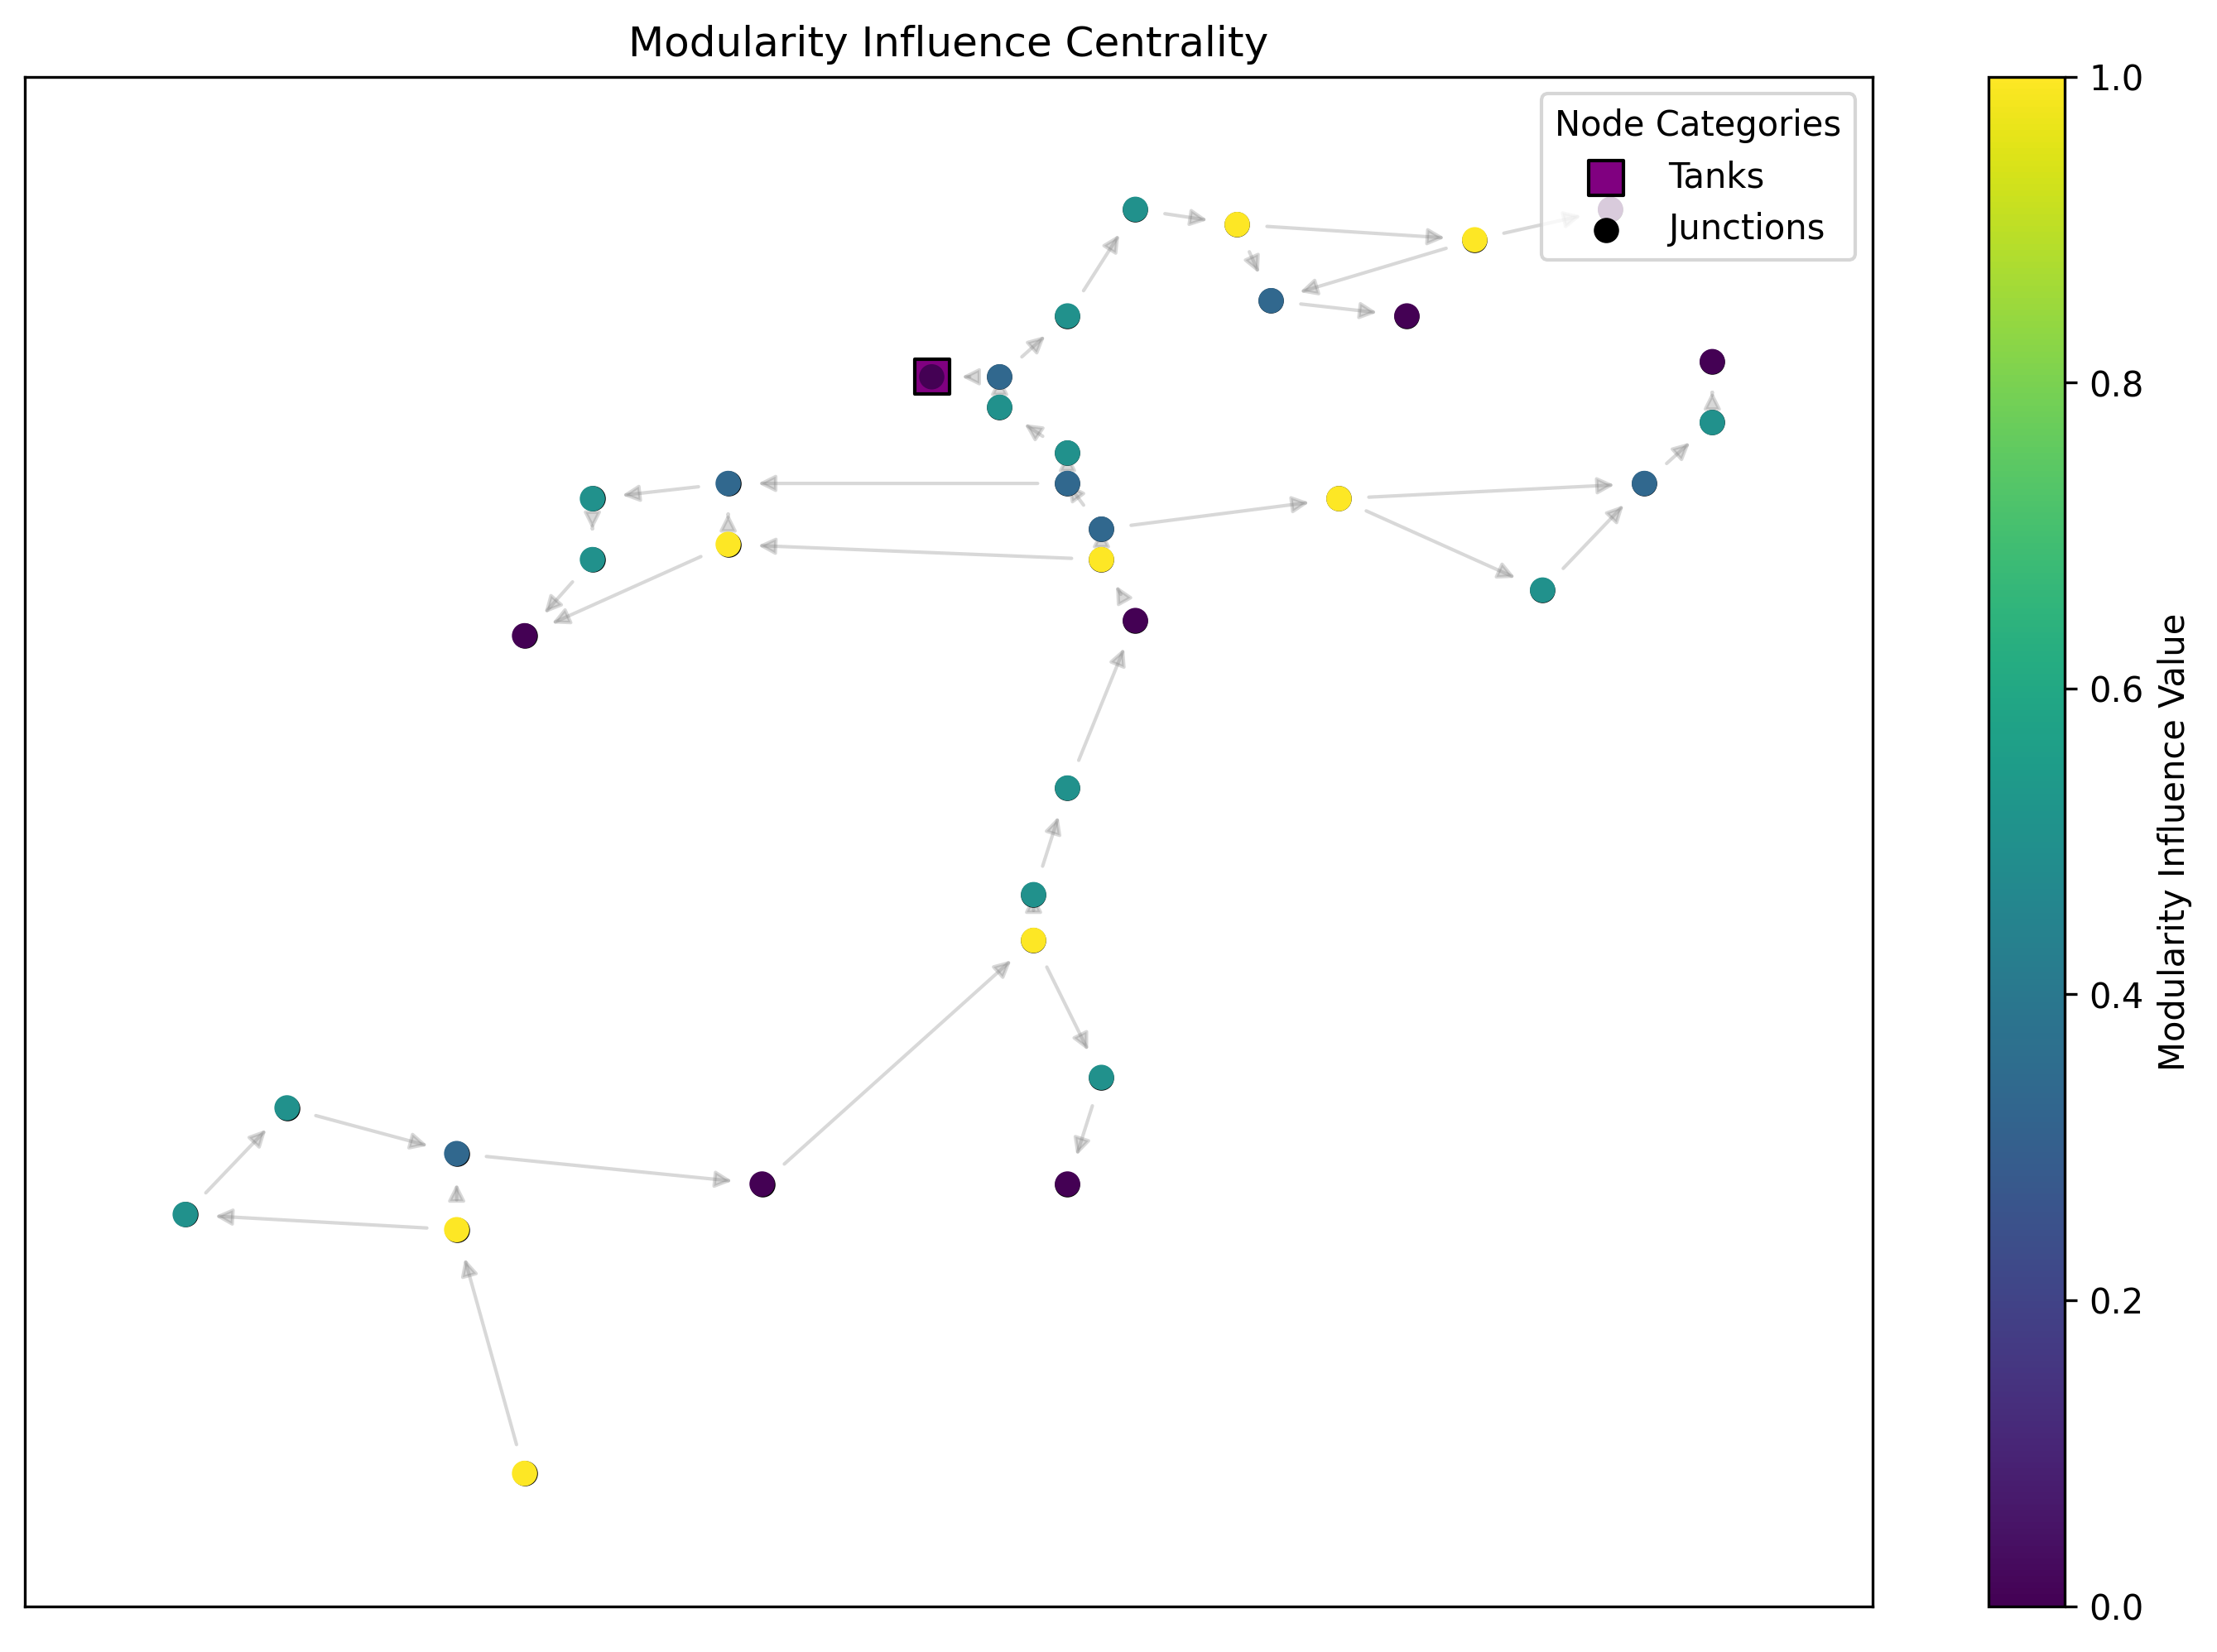 Modularity Influence Centrality
Node Categories
Tanks
Junctions
1.0
0.8
0.6
0.4
0.2
0.0
Modularity Influence Value